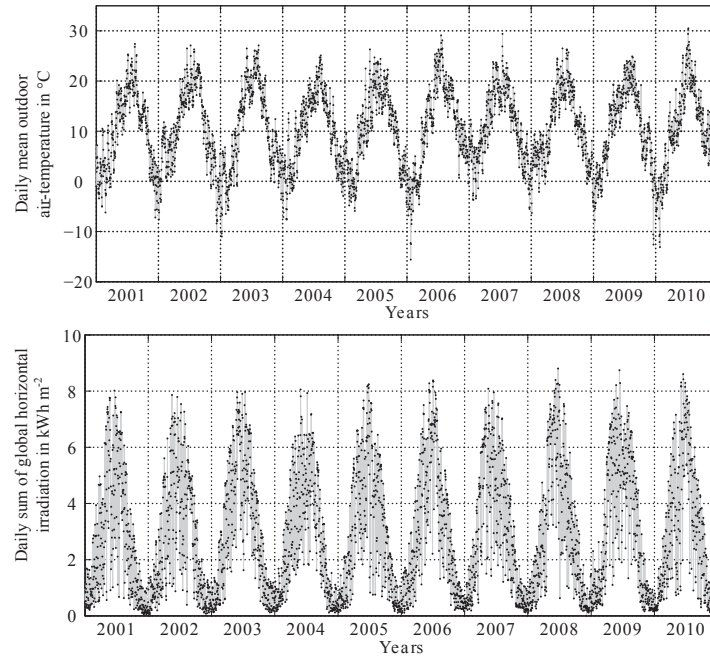 Daily mean outdoor
air-temperature in °C
30
20
10
0
−10
−20
2001 2002 2003 2004 2005 2006 2007 2008 2009 2010
Years
Daily sum of global horizontal
irradiation in kWh m-2
10
8
6
4
2
0
2001 2002 2003 2004 2005 2006 2007 2008 2009 2010
Years